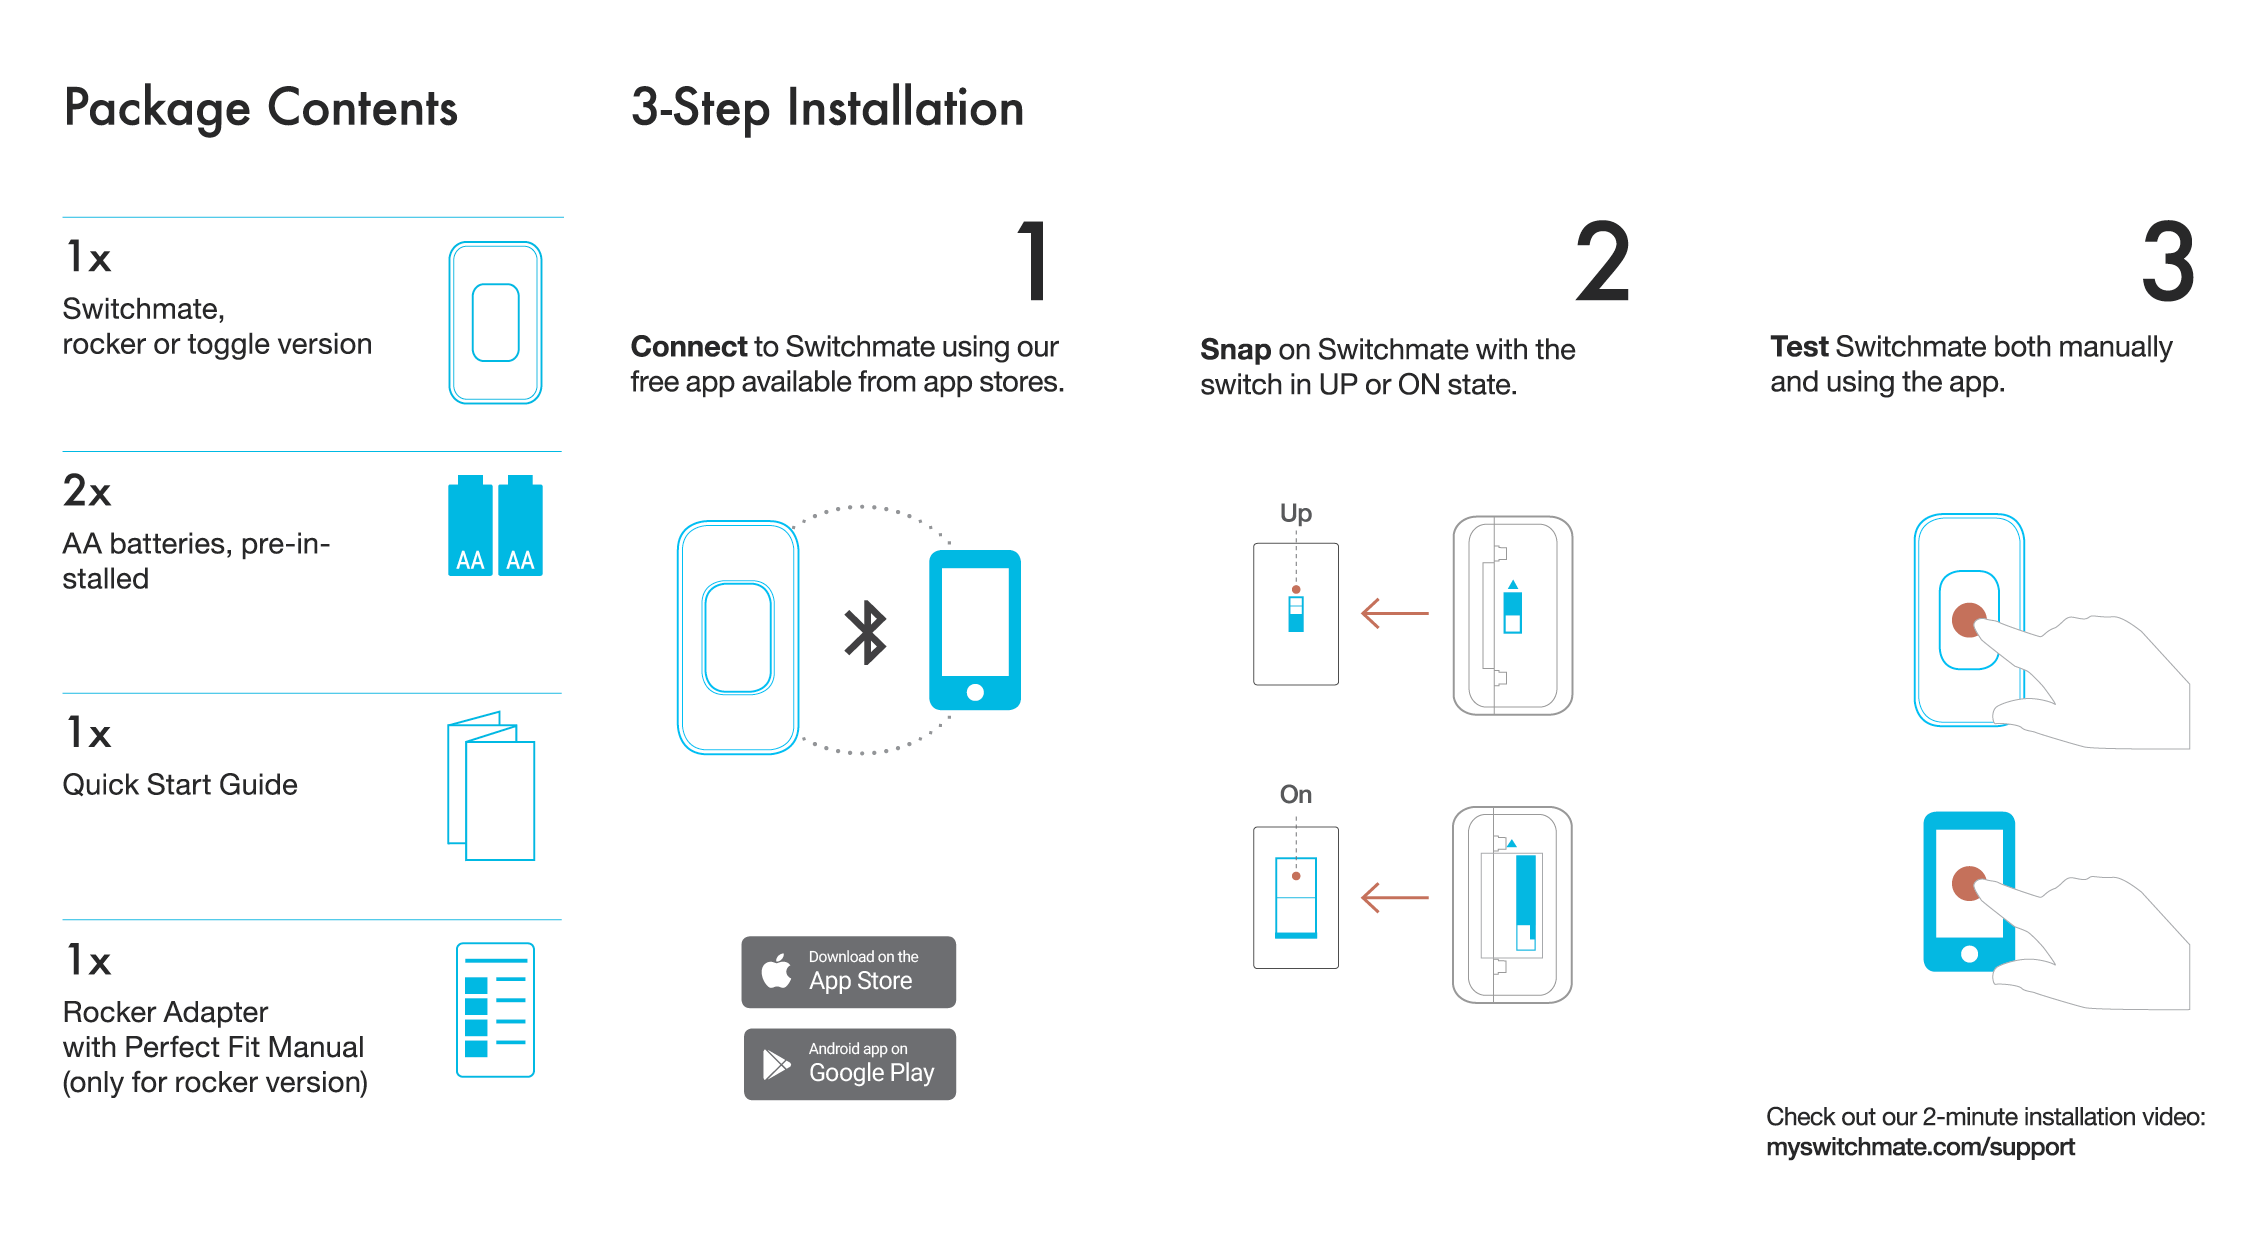 Package Contents
1x
Switchmate,
rocker or toggle version
2x
AA batteries, pre-in-
stalled
AA AA
1x
Quick Start Guide
1x
Rocker Adapter
with Perfect Fit Manual
(only for rocker version)
3-Step Installation
1
Connect to Switchmate using our
free app available from app stores.
Download on the
App Store
Android app on
Google Play
2
Snap on Switchmate with the
switch in UP or ON state.
Up
On
3
Test Switchmate both manually
and using the app.
Check out our 2-minute installation video:
myswitchmate.com/support